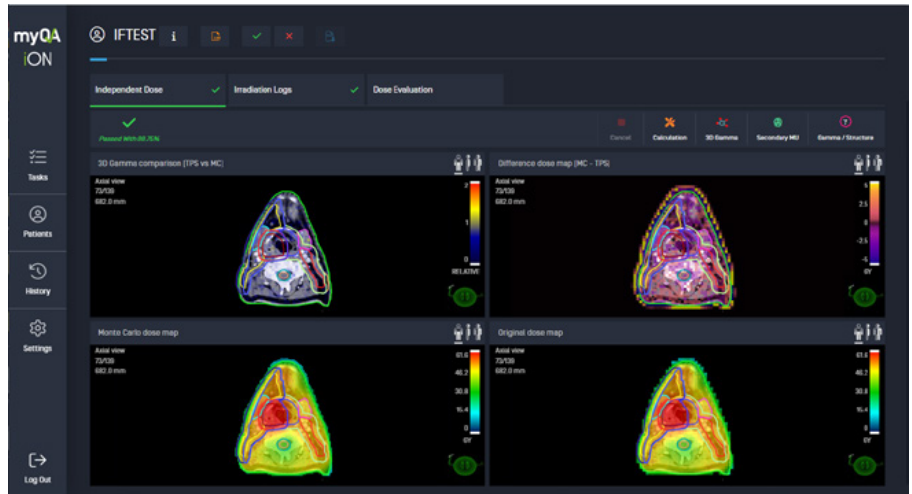 myQA
iON
IFTEST
i
Independent Dose
Irradiation Logs
Dose Evaluation
Cancel
Calculation
3D Gamma
Secondary MU
Gamma / Structure
Tasks
Patients
History
Settings
Log Out
3D Gamma comparison (TPS vs MC)
Axial view
73/139
682.0 mm
2
1
0
RELATIVE
Difference dose map (MC - TPS)
Axial view
73/139
682.0 mm
5
2.5
0
-2.5
-5
GY
Monte Carlo dose map
Axial view
73/139
682.0 mm
61.6
46.2
30.8
15.4
0
GY
Original dose map
Axial view
73/139
682.0 mm
61.6
46.2
30.8
15.4
0
GY